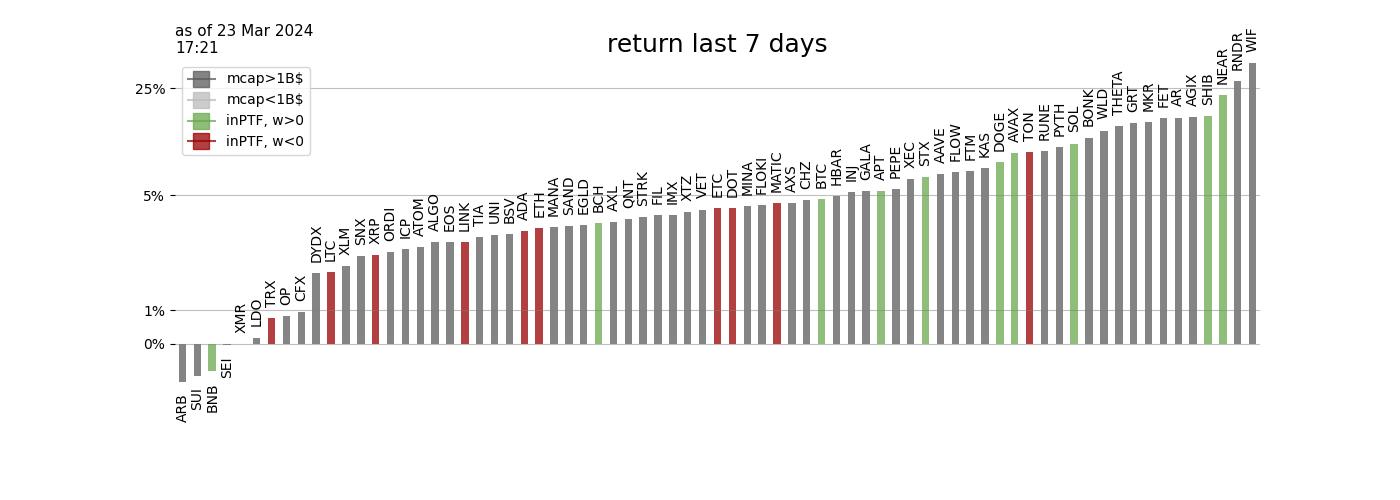 as of 23 Mar 2024
17:21
return last 7 days
mcap>1B$
mcap<1B$
inPTF, w>0
inPTF, w<0
25%
5%
1%
0%
ARB
SUI
BNB
SEI
XMR
LDO
TRX
OP
CFX
DYDX
LTC
XLM
SNX
XRP
ORDI
ICP
ATOM
ALGO
EOS
LINK
TIA
UNI
BSV
ADA
ETH
MANA
SAND
EGLD
BCH
AXL
QNT
STRK
FIL
IMX
XTZ
VET
ETC
DOT
MINA
FLOKI
MATIC
AXS
CHZ
BTC
HBAR
INJ
GALA
APT
PEPE
XEC
STX
AAVE
FLOW
FTM
KAS
DOGE
AVAX
TON
RUNE
PYTH
SOL
BONK
WLD
THETA
GRT
MKR
FET
AR
AGIX
SHIB
NEAR
RNDR
WIF